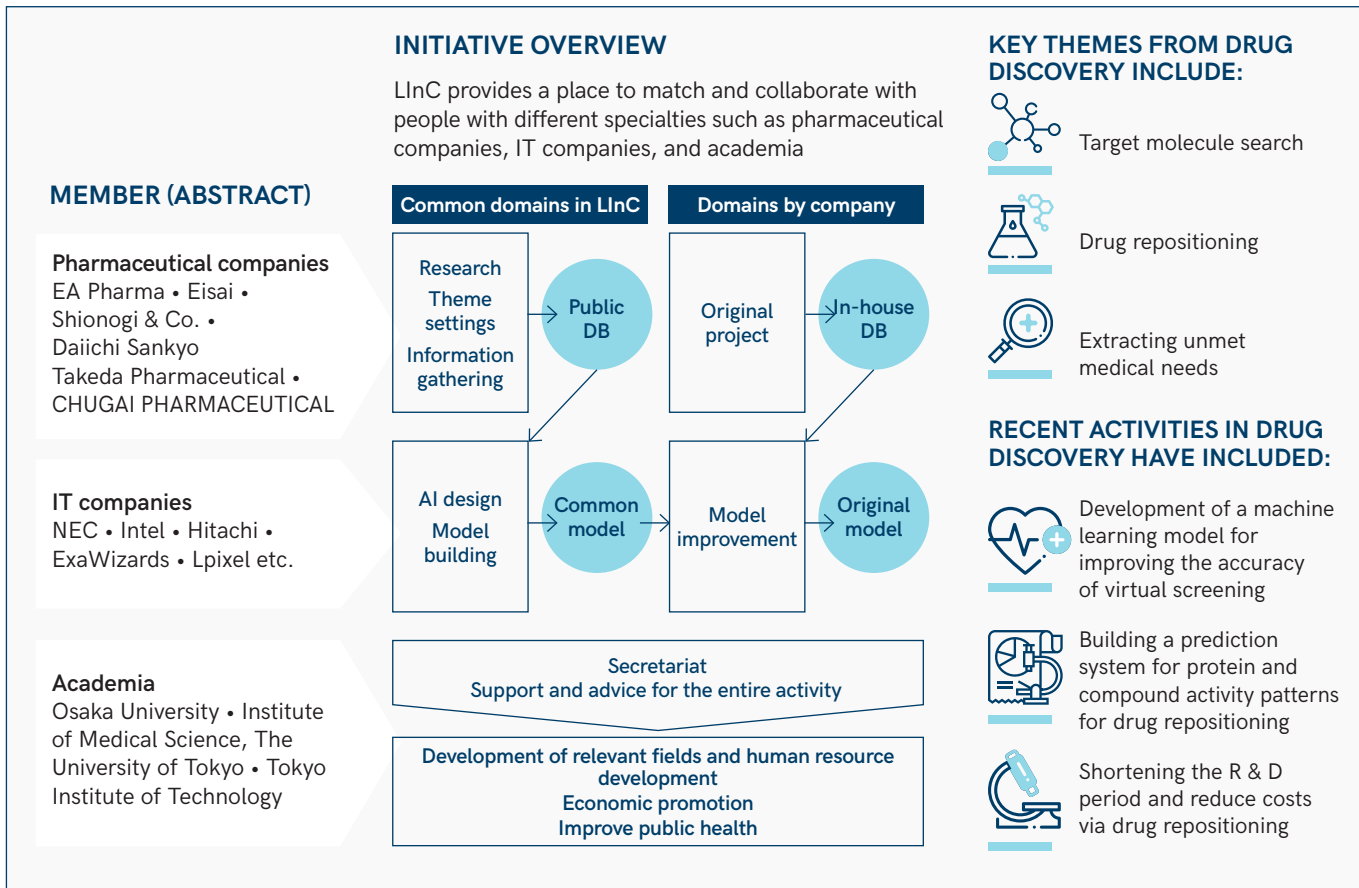 INITIATIVE OVERVIEW
LInC provides a place to match and collaborate with
people with different specialties such as pharmaceutical
companies, IT companies, and academia
MEMBER (ABSTRACT)
Pharmaceutical companies
EA Pharma • Eisai •
Shionogi & Co. •
Daiichi Sankyo
Takeda Pharmaceutical •
CHUGAI PHARMACEUTICAL
IT companies
NEC • Intel • Hitachi •
ExaWizards • Lpixel etc.
Academia
Osaka University • Institute
of Medical Science, The
University of Tokyo • Tokyo
Institute of Technology
Common domains in LInC
Research
Theme
settings
Information
gathering
Public
DB
AI design
Model
building
Common
model
Domains by company
Original
project
In-house
DB
Model
improvement
Original
model
Secretariat
Support and advice for the entire activity
Development of relevant fields and human resource
development
Economic promotion
Improve public health
KEY THEMES FROM DRUG
DISCOVERY INCLUDE:
Target molecule search
Drug repositioning
Extracting unmet
medical needs
RECENT ACTIVITIES IN DRUG
DISCOVERY HAVE INCLUDED:
Development of a machine
learning model for
improving the accuracy
of virtual screening
Building a prediction
system for protein and
compound activity patterns
for drug repositioning
Shortening the R & D
period and reduce costs
via drug repositioning